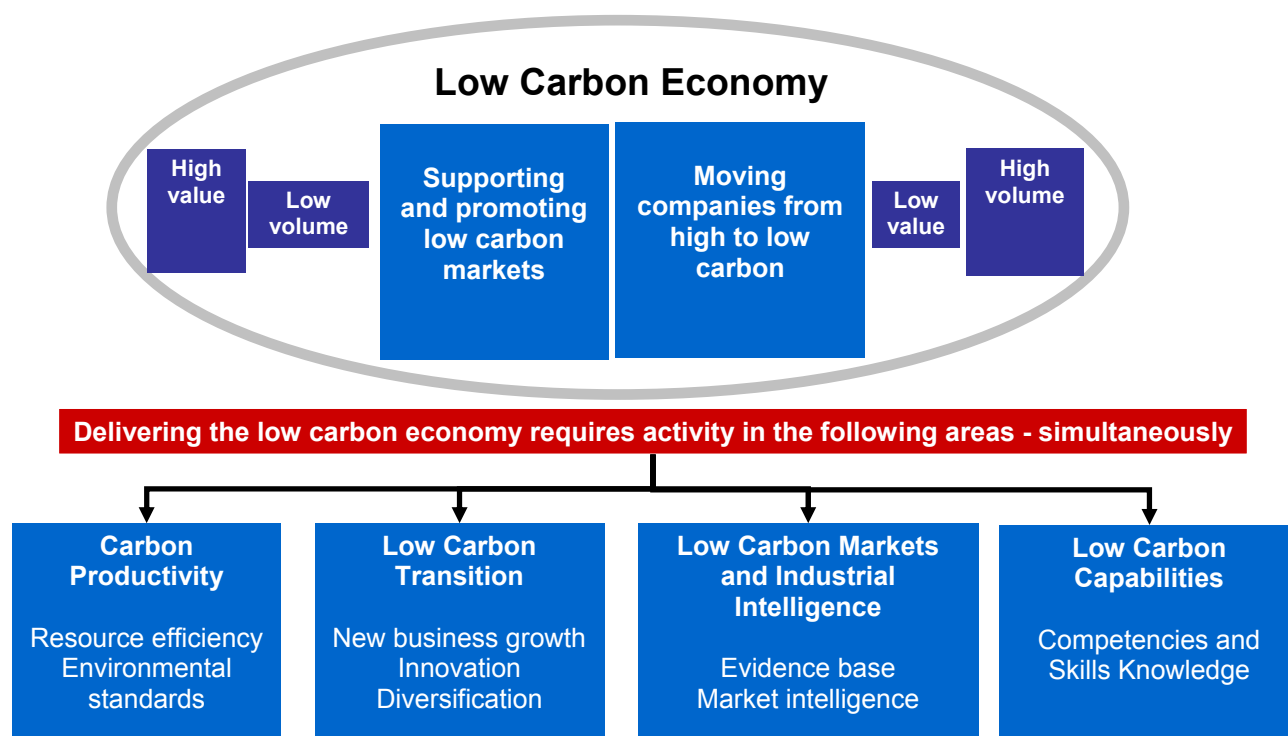 Low Carbon Economy
High
value
Low
volume
Supporting
and promoting
low carbon
markets
Moving
companies from
high to low
carbon
Low
value
High
volume
Delivering the low carbon economy requires activity in the following areas - simultaneously
Carbon
Productivity
Resource efficiency
Environmental
standards
Low Carbon
Transition
New business growth
Innovation
Diversification
Low Carbon Markets
and Industrial
Intelligence
Evidence base
Market intelligence
Low Carbon
Capabilities
Competencies and
Skills Knowledge